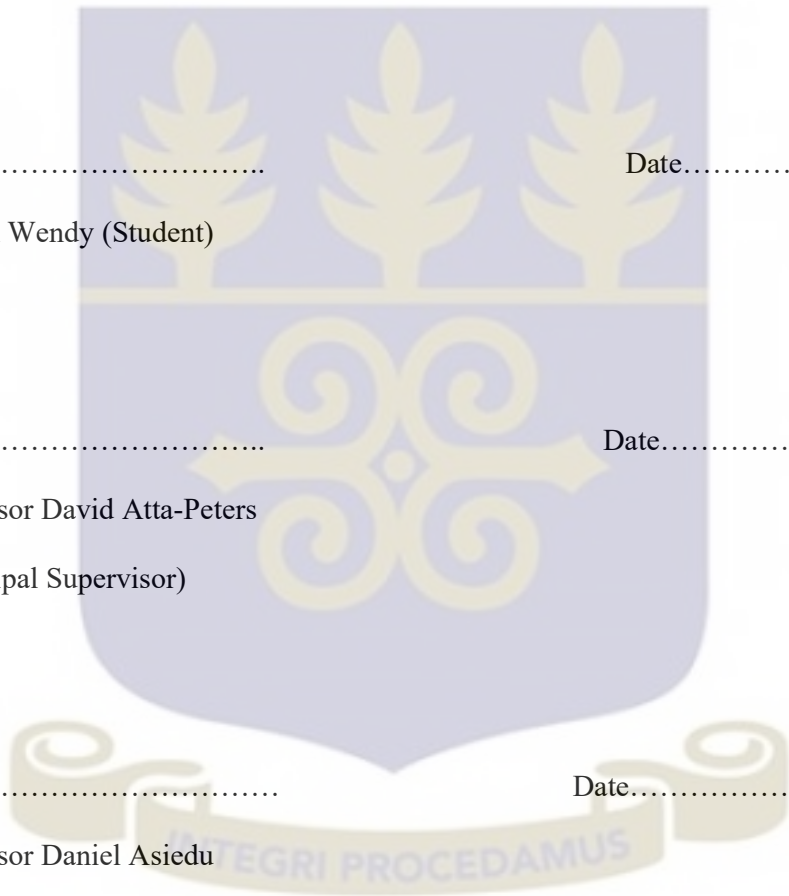 …………………………….. Date…………
Wendy (Student)
…………………………….. Date…………
sor David Atta-Peters
pal Supervisor)
……………………………… Date……………
sor Daniel Asiedu
INTEGRI PROCEDAMUS